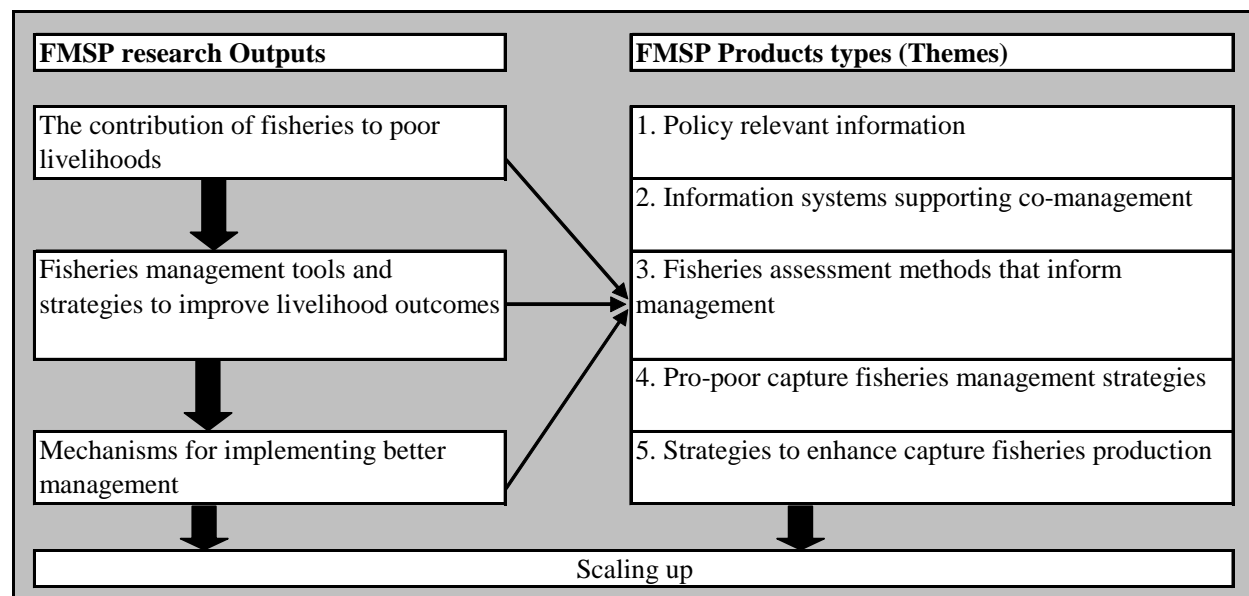 FMSP research Outputs
The contribution of fisheries to poor
livelihoods
Fisheries management tools and
strategies to improve livelihood outcomes
Mechanisms for implementing better
management
FMSP Products types (Themes)
1. Policy relevant information
2. Information systems supporting co-management
3. Fisheries assessment methods that inform
management
4. Pro-poor capture fisheries management strategies
5. Strategies to enhance capture fisheries production
Scaling up